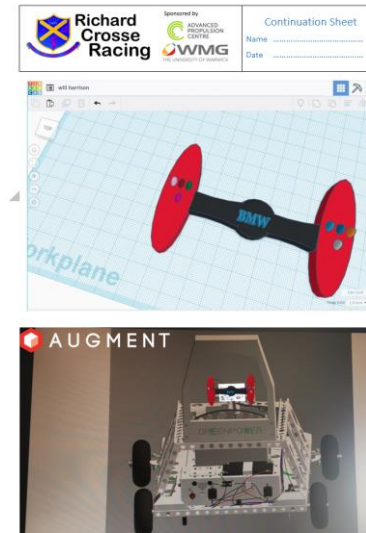 Richard
Crosse
Racing
Sponsored by
ADVANCED
PROPULSION
CENTRE
WMG
THE UNIVERSITY OF WARWICK
Continuation Sheet
Name
Date
will harrison
TOP
BMW
orkplane
AUGMENT
GREENPOWER